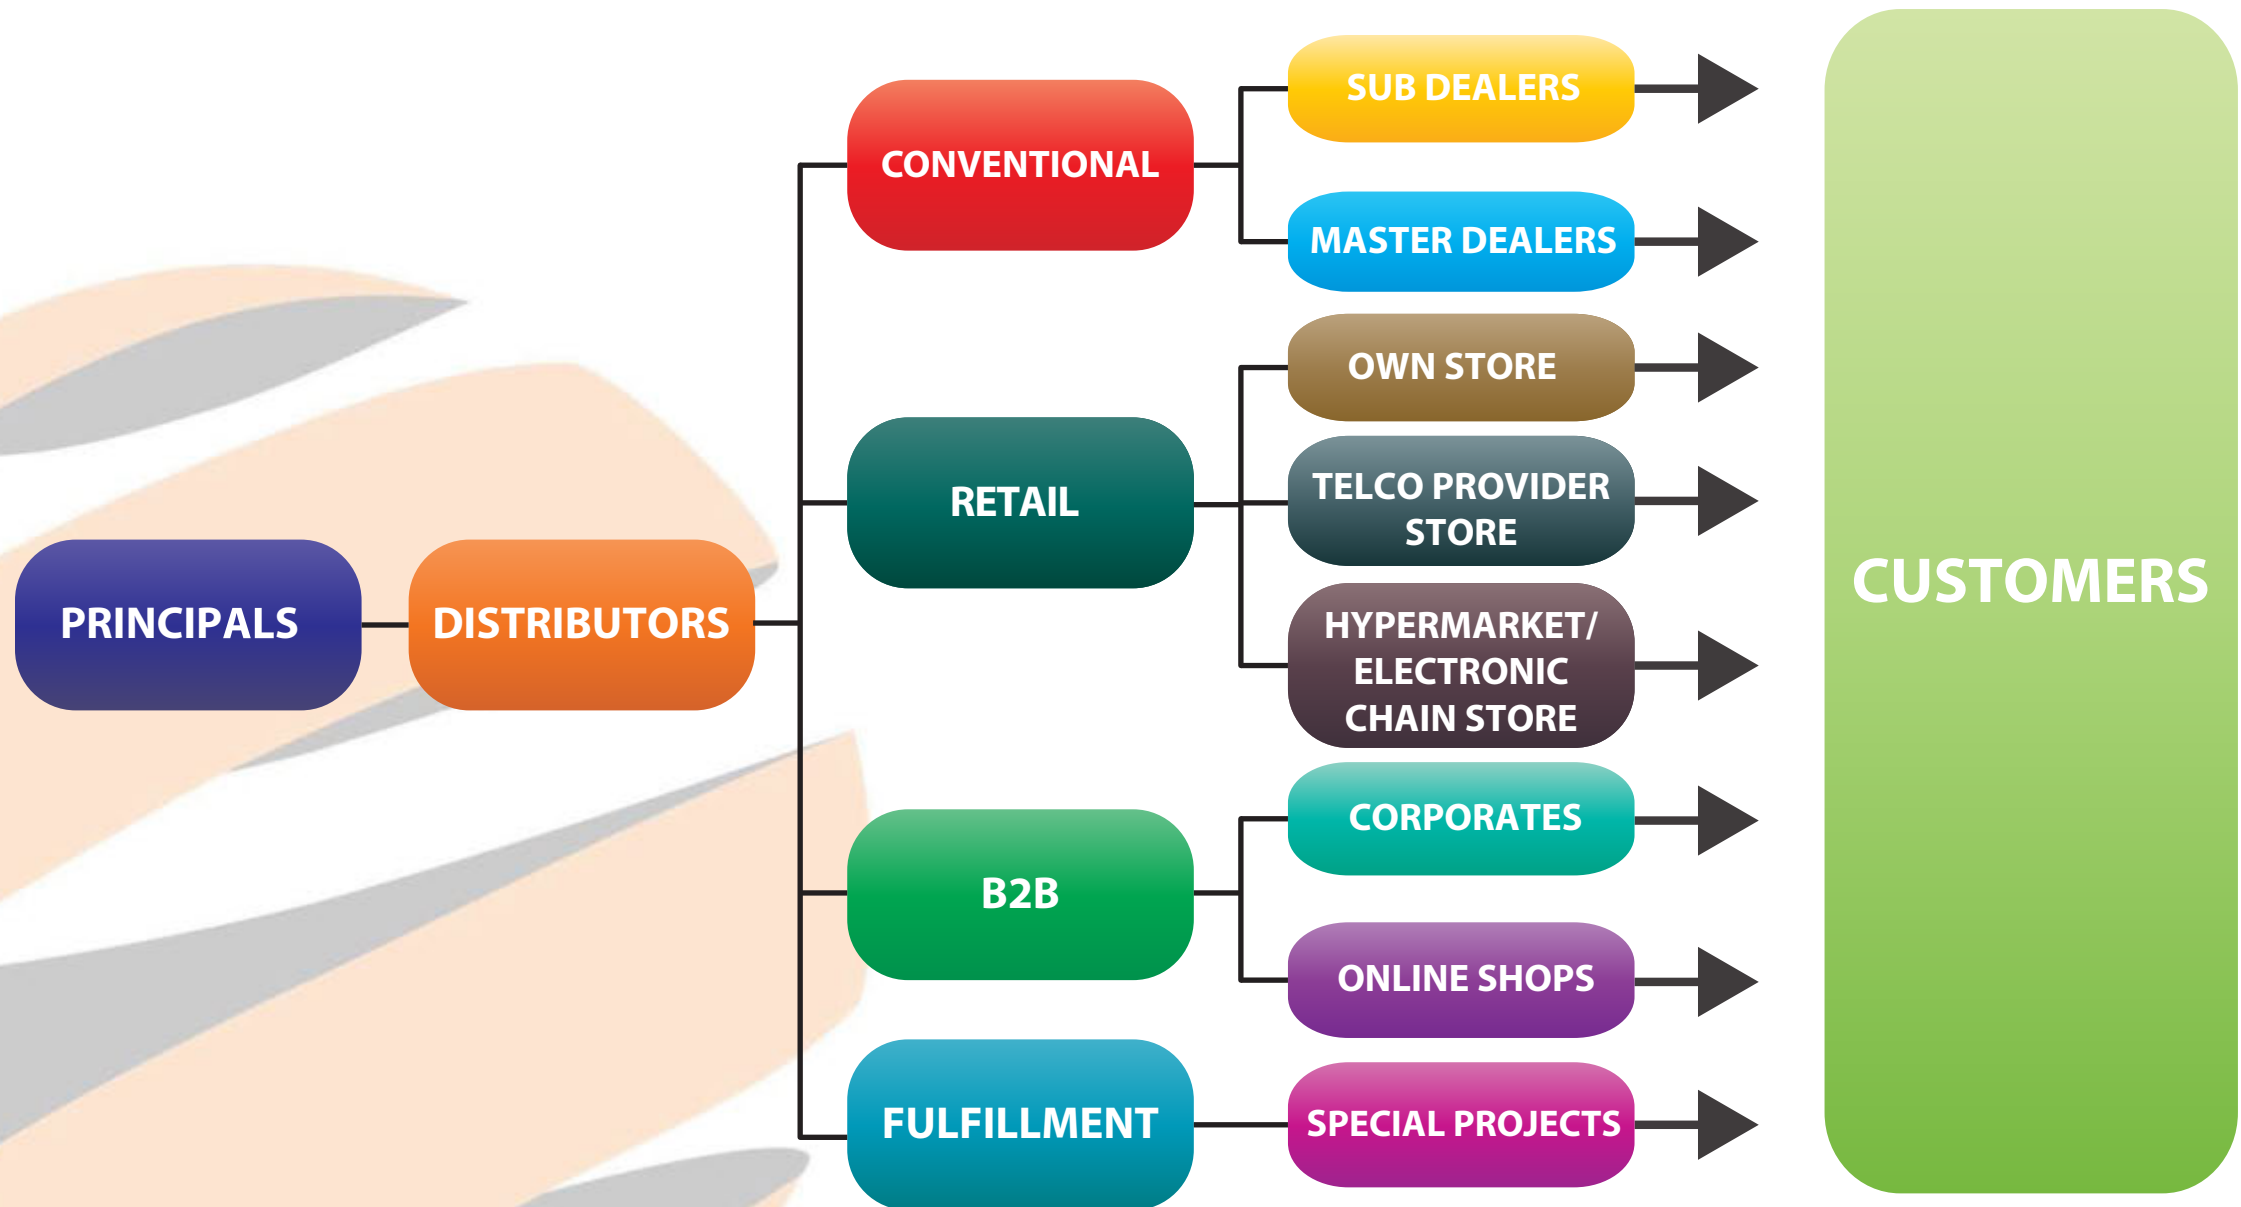 PRINCIPALS
DISTRIBUTORS
CONVENTIONAL
SUB DEALERS
MASTER DEALERS
RETAIL
OWN STORE
TELCO PROVIDER
STORE
HYPERMARKET/
ELECTRONIC
CHAIN STORE
B2B
CORPORATES
ONLINE SHOPS
FULFILLMENT
SPECIAL PROJECTS
CUSTOMERS